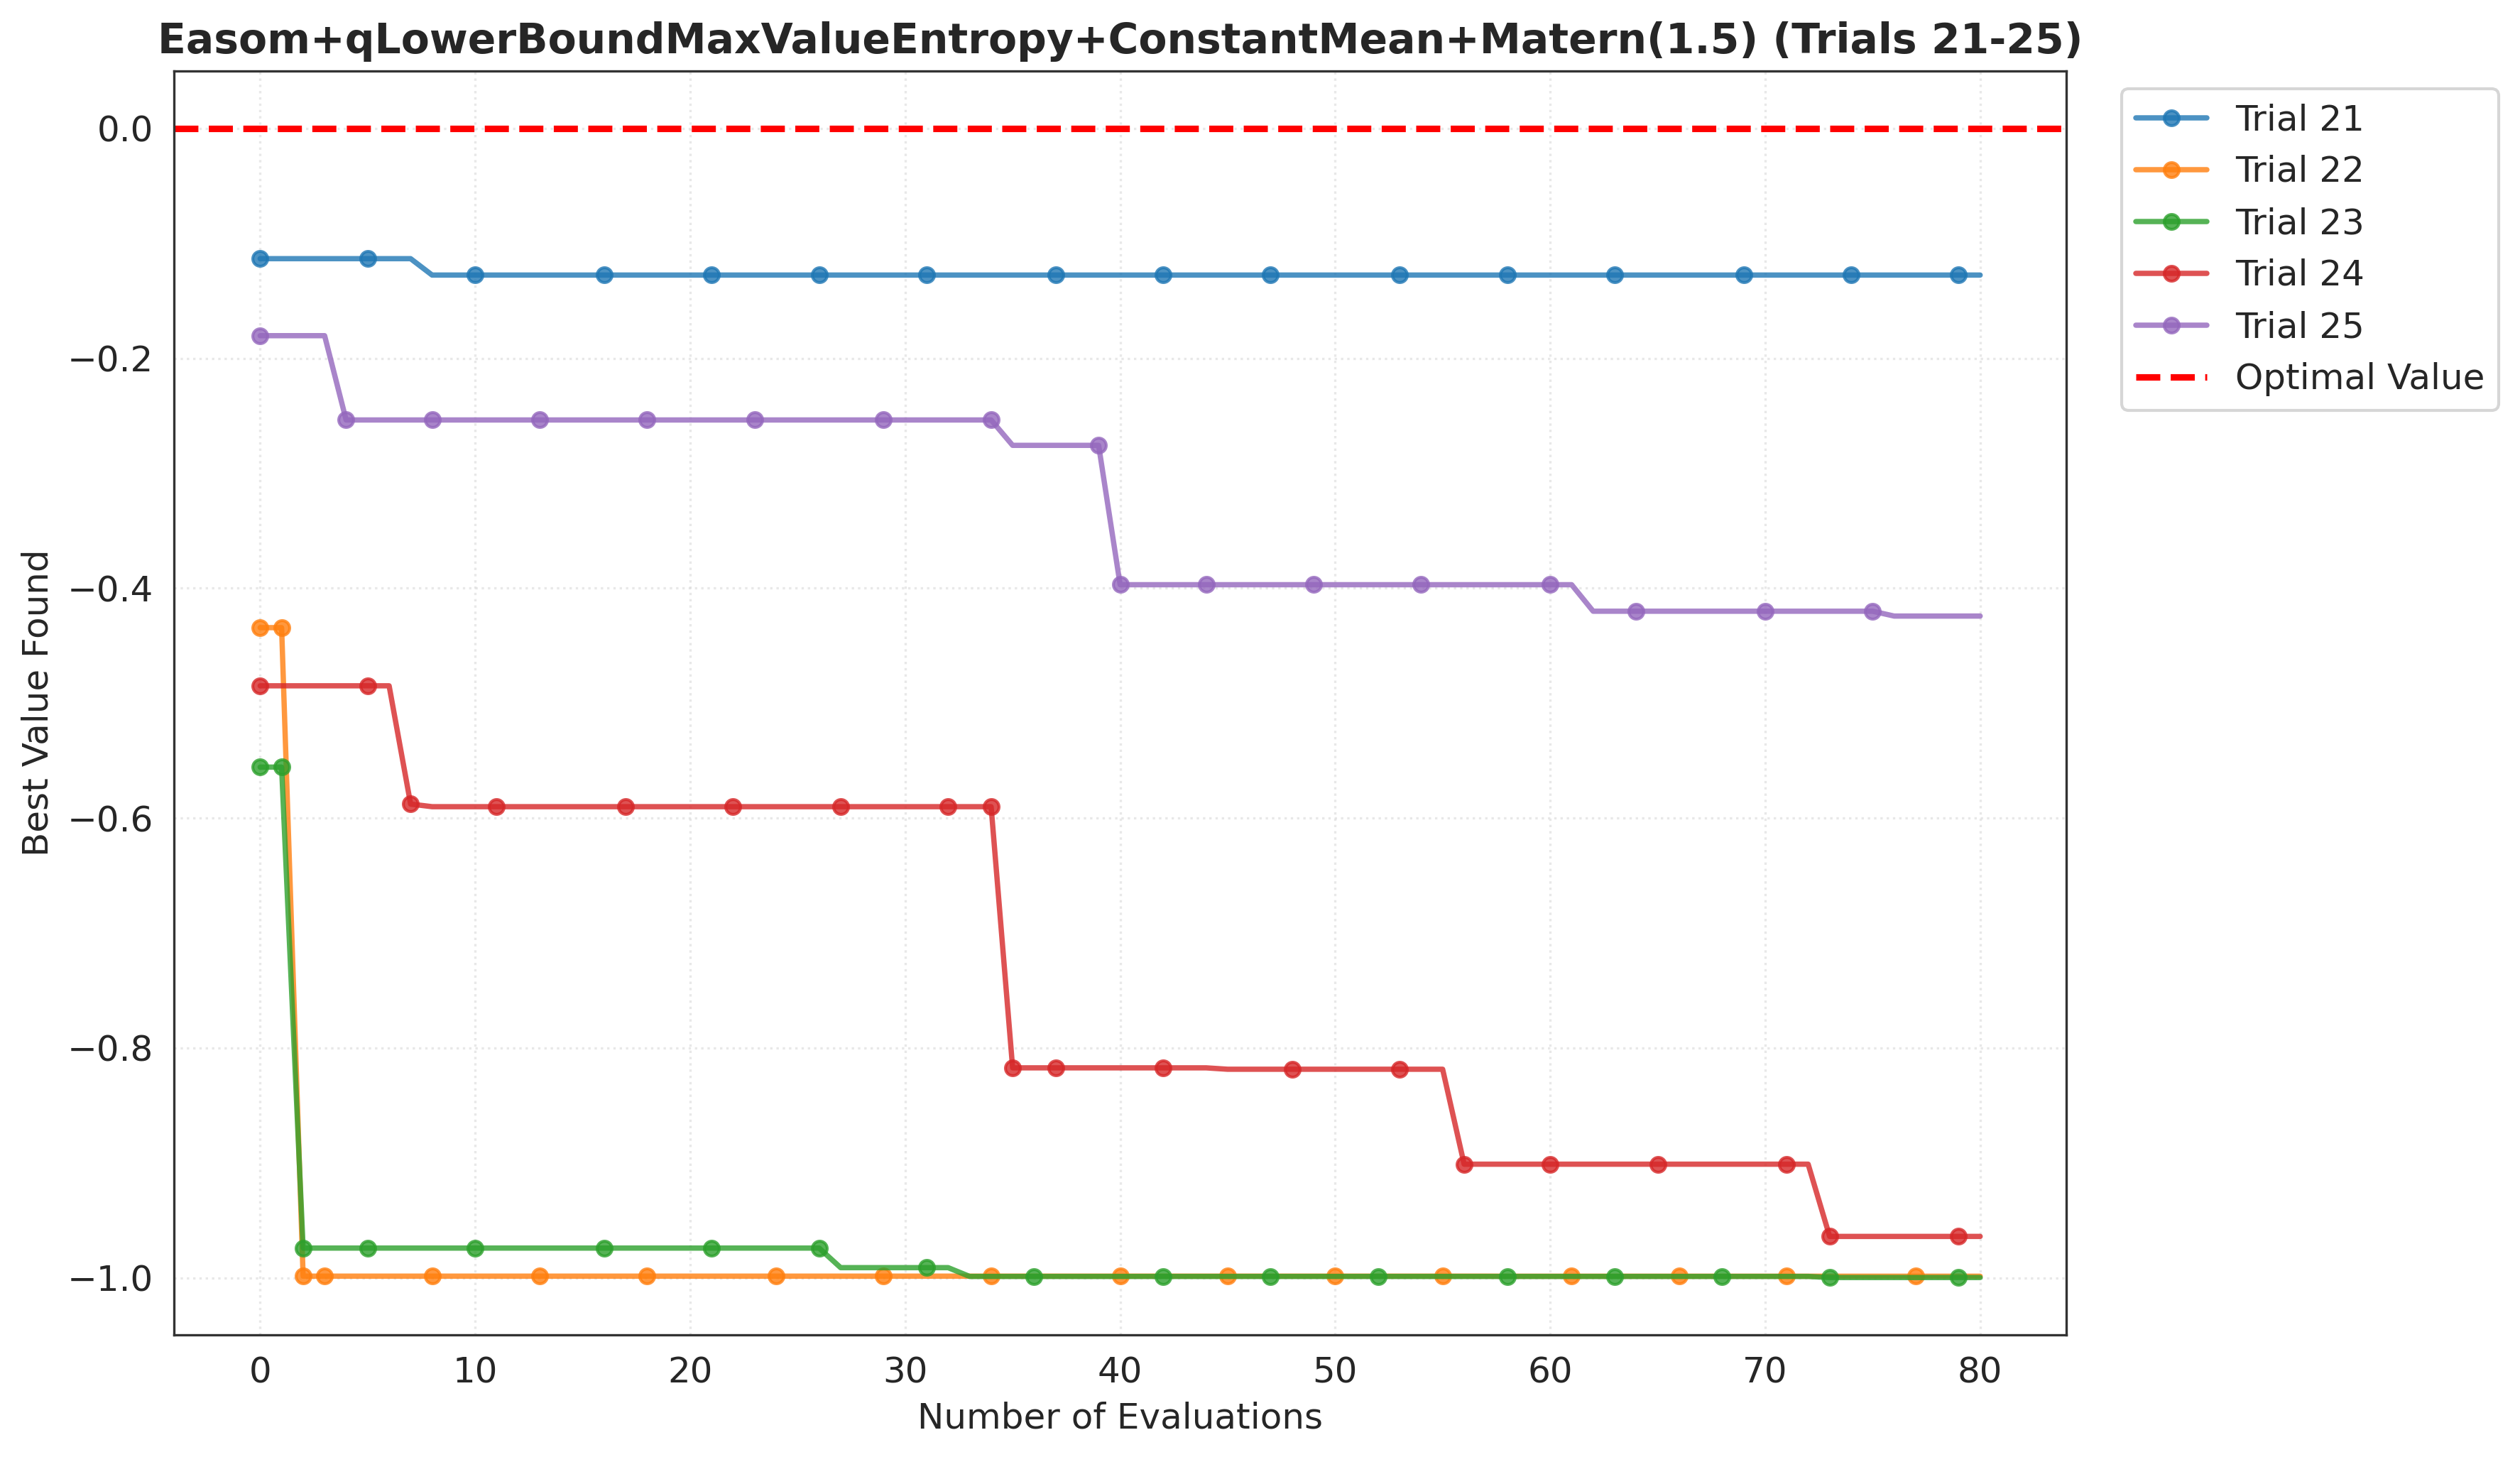 Easom+qLowerBoundMaxValueEntropy+ConstantMean+Matern(1.5) (Trials 21-25)
Trial 21
Trial 22
Trial 23
Trial 24
Trial 25
Optimal Value
Best Value Found
0.0
−0.2
−0.4
−0.6
−0.8
−1.0
0 10 20 30 40 50 60 70 80
Number of Evaluations